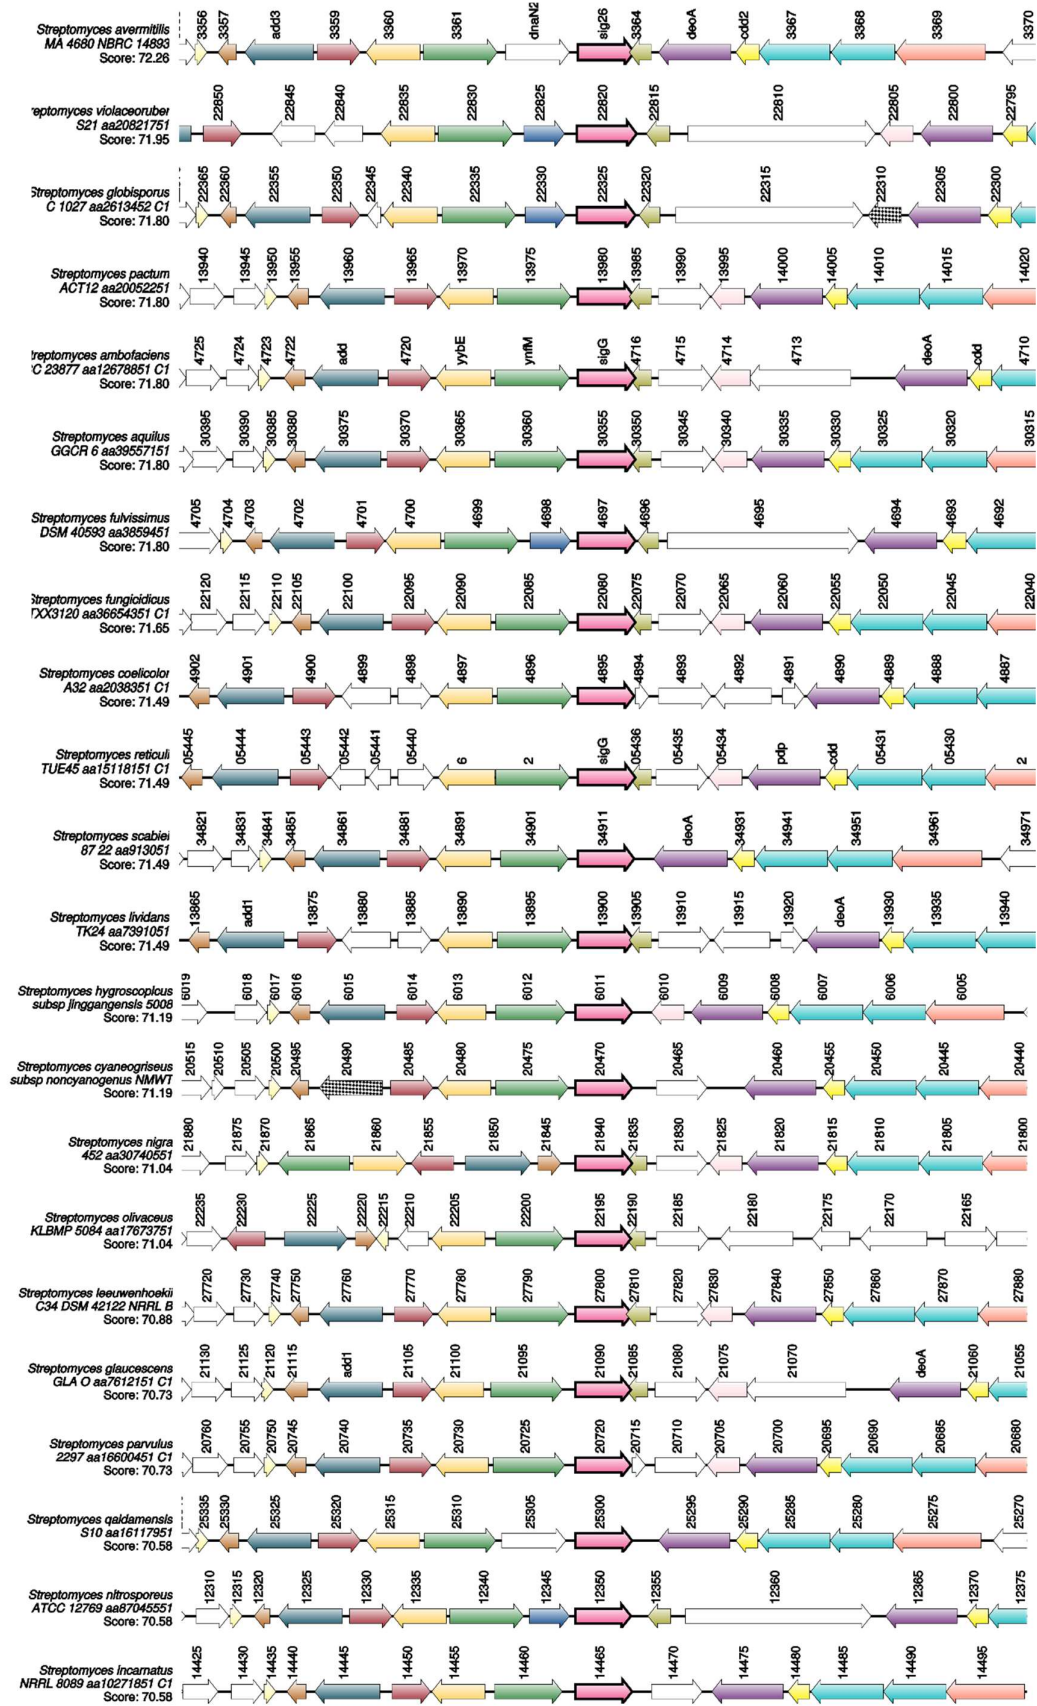 3356 3357 add3 3359 3360 3361 dnaN2 sig26 3364 deoA cdd2 3367 3368 3369 3370
Streptomyces avermitilis
MA 4680 NBRC 14893
Score: 72.26
22850 22845 22840 22835 22830 22825 22820 22815 22810 22805 22800 22795
reptomyces violaceoruber
S21 aa20821751
Score: 71.95
22365 22360 22355 22350 22345 22340 22335 22330 22325 22320 22315 22310 22305 22300
Streptomyces globisporus
C 1027 aa2613452 C1
Score: 71.80
13940 13945 13950 13955 13960 13965 13970 13975 13980 13985 13990 13995 14000 14005 14010 14015 14020
Streptomyces pactum
ACT12 aa20052251
Score: 71.80
4725 4724 4723 4722 add 4720 yybE ynfM sigG 4716 4715 4714 4713 deoA cdd 4710
treptomyces ambofaciens
C 23877 aa12678851 C1
Score: 71.80
30395 30390 30385 30380 30375 30370 30365 30360 30355 30350 30345 30340 30335 30330 30325 30320 30315
Streptomyces aquilus
GGCR 6 aa39557151
Score: 71.80
4705 4704 4703 4702 4701 4700 4699 4698 4697 4696 4695 4694 4693 4692
Streptomyces fulvissimus
DSM 40593 aa3859451
Score: 71.80
22120 22115 22110 22105 22100 22095 22090 22085 22080 22075 22070 22065 22060 22055 22050 22045 22040
Streptomyces fungicidicus
TXX3120 aa36654351 C1
Score: 71.65
4902 4901 4900 4899 4898 4897 4896 4895 4894 4893 4892 4891 4890 4889 4888 4887
Streptomyces coelicolor
A32 aa2038351 C1
Score: 71.49
05445 05444 05443 05442 05441 05440 6 2 sigG 05436 05435 05434 pdp cdd 05431 05430 2
Streptomyces reticuli
TUE45 aa15118151 C1
Score: 71.49
34821 34831 34841 34851 34861 34881 34891 34901 34911 deoA 34931 34941 34951 34961 34971
Streptomyces scabiei
87 22 aa913051
Score: 71.49
13865 add1 13875 13880 13885 13890 13895 13900 13905 13910 13915 13920 deoA 13930 13935 13940
Streptomyces lividans
TK24 aa7391051
Score: 71.49
6019 6018 6017 6016 6015 6014 6013 6012 6011 6010 6009 6008 6007 6006 6005
Streptomyces hygroscopicus
subsp jinggangensis 5008
Score: 71.19
20515 20510 20505 20500 20495 20490 20485 20480 20475 20470 20465 20460 20455 20450 20445 20440
Streptomyces cyaneogriseus
subsp noncyanogenus NMWT
Score: 71.19
21880 21875 21870 21865 21860 21855 21850 21845 21840 21835 21830 21825 21820 21815 21810 21805 21800
Streptomyces nigra
452 aa30740551
Score: 71.04
22235 22230 22225 22220 22215 22210 22205 22200 22195 22190 22185 22180 22175 22170 22165
Streptomyces olivaceus
KLBMP 5084 aa17673751
Score: 71.04
27720 27730 27740 27750 27760 27770 27780 27790 27800 27810 27820 27830 27840 27850 27860 27870 27880
Streptomyces leeuwenhoekii
C34 DSM 42122 NRRL B
Score: 70.88
21130 21125 21120 21115 add1 21105 21100 21095 21090 21085 21080 21075 21070 deoA 21060 21055
Streptomyces glaucescens
GLA O aa7612151 C1
Score: 70.73
20760 20755 20750 20745 20740 20735 20730 20725 20720 20715 20710 20705 20700 20695 20690 20685 20680
Streptomyces parvulus
2297 aa16600451 C1
Score: 70.73
25335 25330 25325 25320 25315 25310 25305 25300 25295 25290 25285 25280 25275 25270
Streptomyces qaidamensis
S10 aa16117951
Score: 70.58
12310 12315 12320 12325 12330 12335 12340 12345 12350 12355 12360 12365 12370 12375
Streptomyces nitrosporeus
ATCC 12769 aa87045551
Score: 70.58
14425 14430 14435 14440 14445 14450 14455 14460 14465 14470 14475 14480 14485 14490 14495
Streptomyces incarnatus
NRRL 8089 aa10271851 C1
Score: 70.58